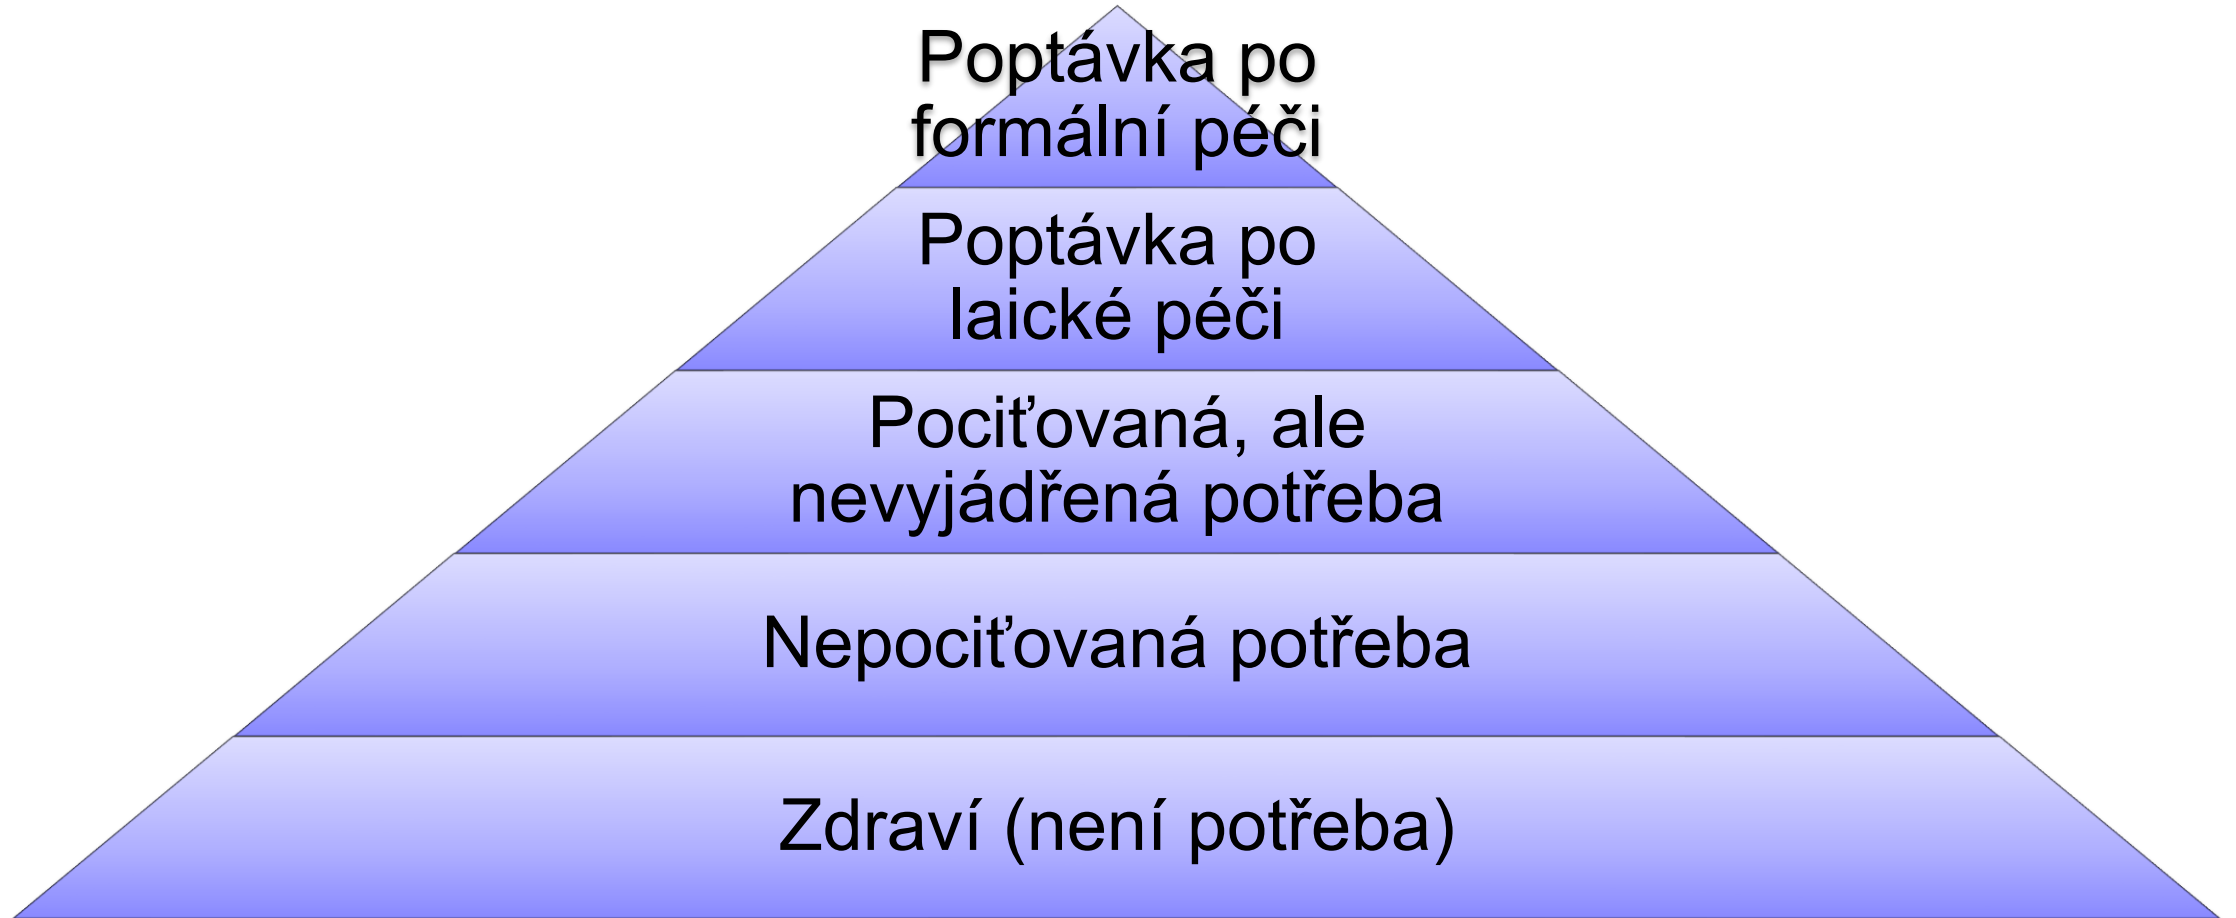 Poptávka po
formální péči
Poptávka po
laické péči
Pociťovaná, ale
nevyjádřená potřeba
Nepociťovaná potřeba
Zdraví (není potřeba)